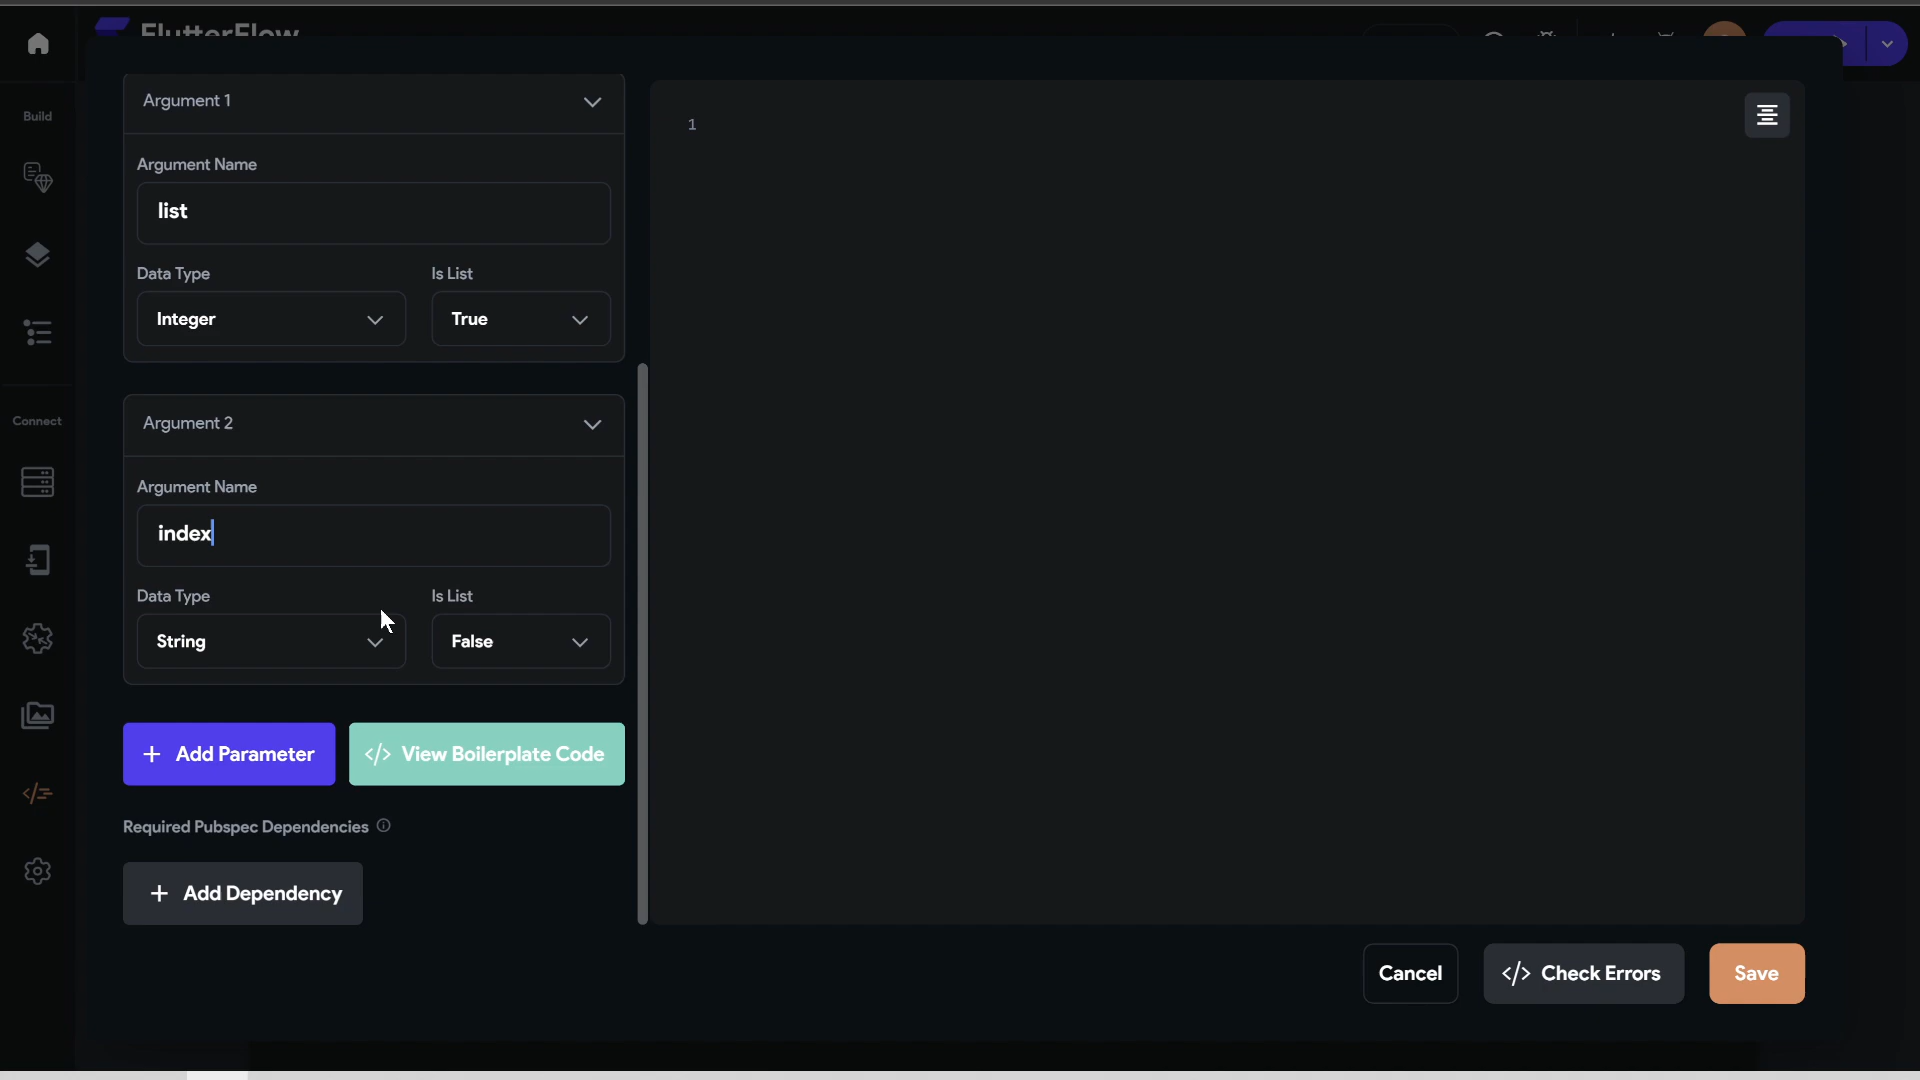 FlutterFlow
Build
Connect
Argument 1
Argument Name
list
Data Type
Is List
Integer
True
Argument 2
Argument Name
index
Data Type
Is List
String
False
+ Add Parameter
</> View Boilerplate Code
Required Pubspec Dependencies
+ Add Dependency
1
Cancel
</> Check Errors
Save